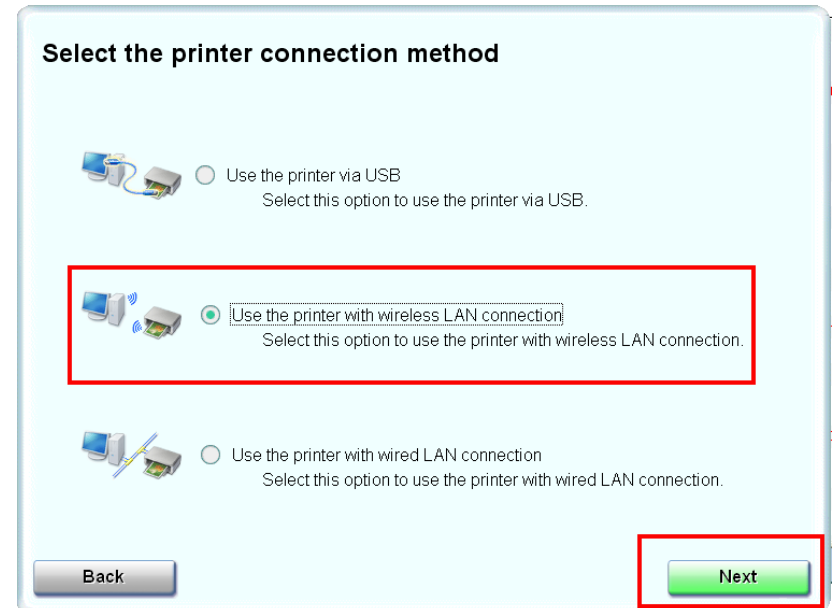 Select the printer connection method
Use the printer via USB
Select this option to use the printer via USB.
Use the printer with wireless LAN connection
Select this option to use the printer with wireless LAN connection.
Use the printer with wired LAN connection
Select this option to use the printer with wired LAN connection.
Back
Next